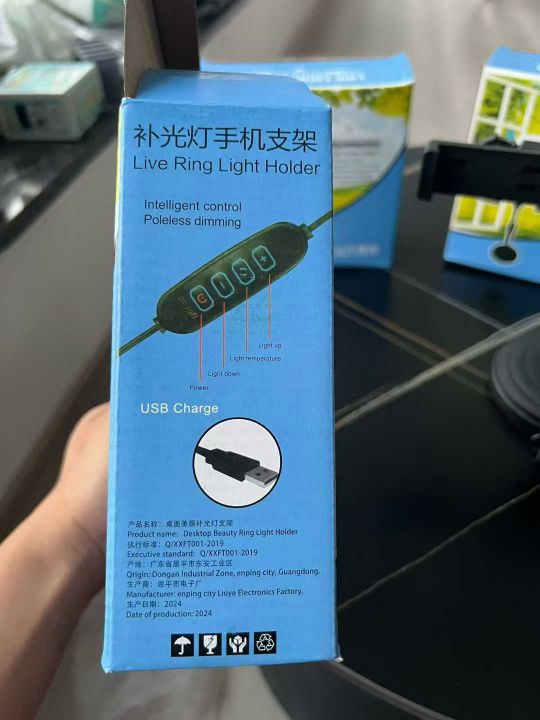 补光灯手机支架
Live Ring Light Holder
Intelligent control
Poleless dimming
on/off
S
+
Light up
Light temperature
Light down
Power
USB Charge
产品名称：桌面美颜补光灯支架
Product name: Desktop Beauty Ring Light Holder
执行标准：Q/XXFT001-2019
Executive standard: Q/XXFT001-2019
产地：广东省恩平市东安工业区
Origin: Dongan Industrial Zone, enping city, Guangdong.
生产商：恩平市电子厂
Manufacturer: enping city Liuye Electronics Factory.
生产日期：2024
Date of production: 2024